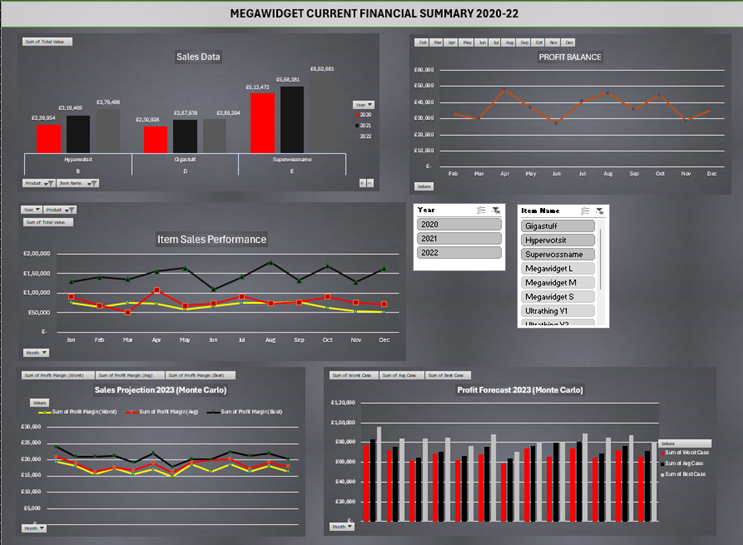 MEGAWIDGET CURRENT FINANCIAL SUMMARY 2020-22
Sum of Total Value
Sales Data
£2,39,954
£3,19,469
£3,79,498
£2,30,808
£2,87,638
£2,88,204
£5,12,472
£5,68,381
£6,62,681
Year
2020
2021
2022
Hyperwotsit
Gigastuff
Superwossname
B
D
E
Product
Item Name
Feb Mar Apr May Jun Jul Aug Sep Oct Nov Dec
PROFIT BALANCE
£60,000
£50,000
£40,000
£30,000
£20,000
£10,000
£-
Feb Mar Apr May Jun Jul Aug Sep Oct Nov Dec
Values
Year
Product
Sum of Total Value
Item Sales Performance
£2,00,000
£1,50,000
£1,00,000
£50,000
£-
Jan Feb Mar Apr May Jun Jul Aug Sep Oct Nov Dec
Month
Year
2020
2021
2022
Item Name
Gigastuff
Hyperwotsit
Superwossname
Megawidget L
Megawidget M
Megawidget S
Ultrathing V1
Ultrathing V2
Sum of Profit Margin (Worst)
Sum of Profit Margin (Avg)
Sum of Profit Margin (Best)
Sales Projection 2023 (Monte Carlo)
Values
Sum of Profit Margin (Worst)
Sum of Profit Margin (Avg)
Sum of Profit Margin (Best)
£30,000
£25,000
£20,000
£15,000
£10,000
£5,000
Month
Sum of Worst Case
Sum of Avg Case
Sum of Best Case
Profit Forecast 2023 (Monte Carlo)
£1,20,000
£1,00,000
£80,000
£60,000
£40,000
£20,000
Values
Sum of Worst Case
Sum of Avg Case
Sum of Best Case
Month